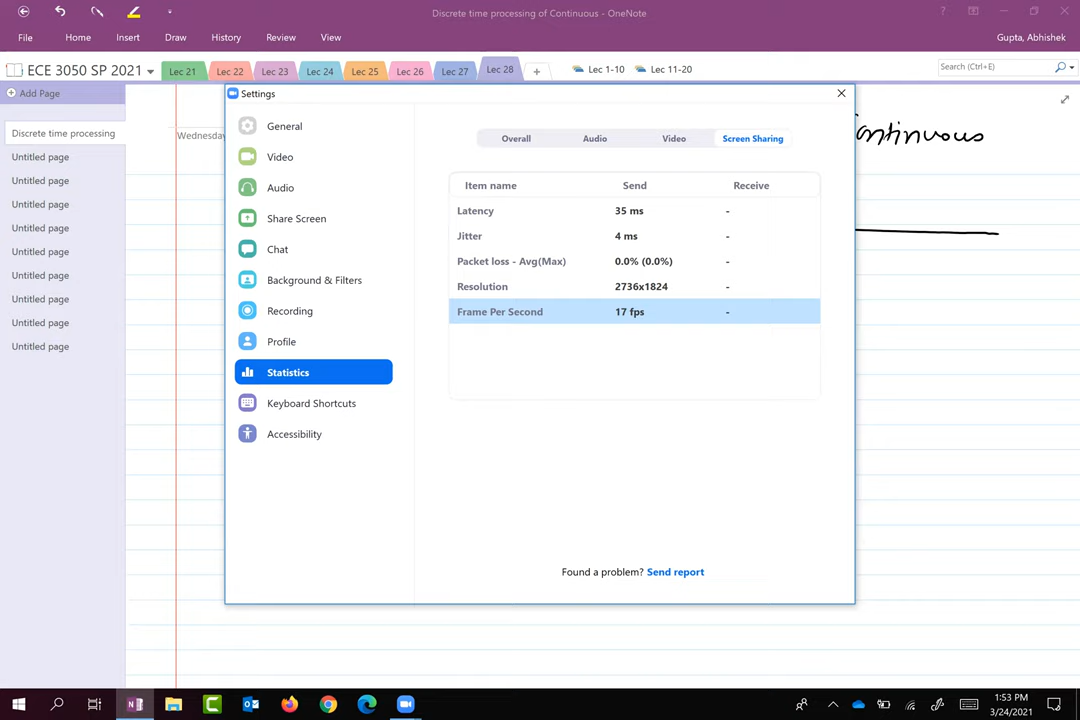 Discrete time processing of Continuous - OneNote
?
File Home Insert Draw History Review View
Gupta, Abhishek
ECE 3050 SP 2021
Lec 21 Lec 22 Lec 23 Lec 24 Lec 25 Lec 26 Lec 27 Lec 28 + Lec 1-10 Lec 11-20
Search (Ctrl+E)
Add Page
Discrete time processing
Untitled page
Untitled page
Untitled page
Untitled page
Untitled page
Untitled page
Untitled page
Untitled page
Untitled page
Wednesday
Continuous
Settings
General
Video
Audio
Share Screen
Chat
Background & Filters
Recording
Profile
Statistics
Keyboard Shortcuts
Accessibility
Overall Audio Video Screen Sharing
Item name Send Receive
Latency 35 ms -
Jitter 4 ms -
Packet loss - Avg(Max) 0.0% (0.0%) -
Resolution 2736x1824 -
Frame Per Second 17 fps -
Found a problem? Send report
1:53 PM
3/24/2021